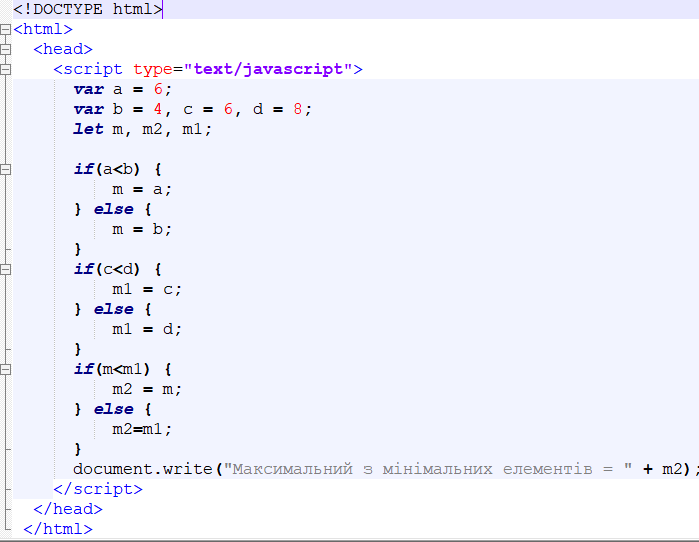 <!DOCTYPE html>
<html>
<head>
<script type="text/javascript">
var a = 6;
var b = 4, c = 6, d = 8;
let m, m2, m1;
if(a<b) {
m = a;
} else {
m = b;
}
if(c<d) {
m1 = c;
} else {
m1 = d;
}
if(m<m1) {
m2 = m;
} else {
m2=m1;
}
document.write("Максимальний з мінімальних елементів = " + m2);
</script>
</head>
</html>